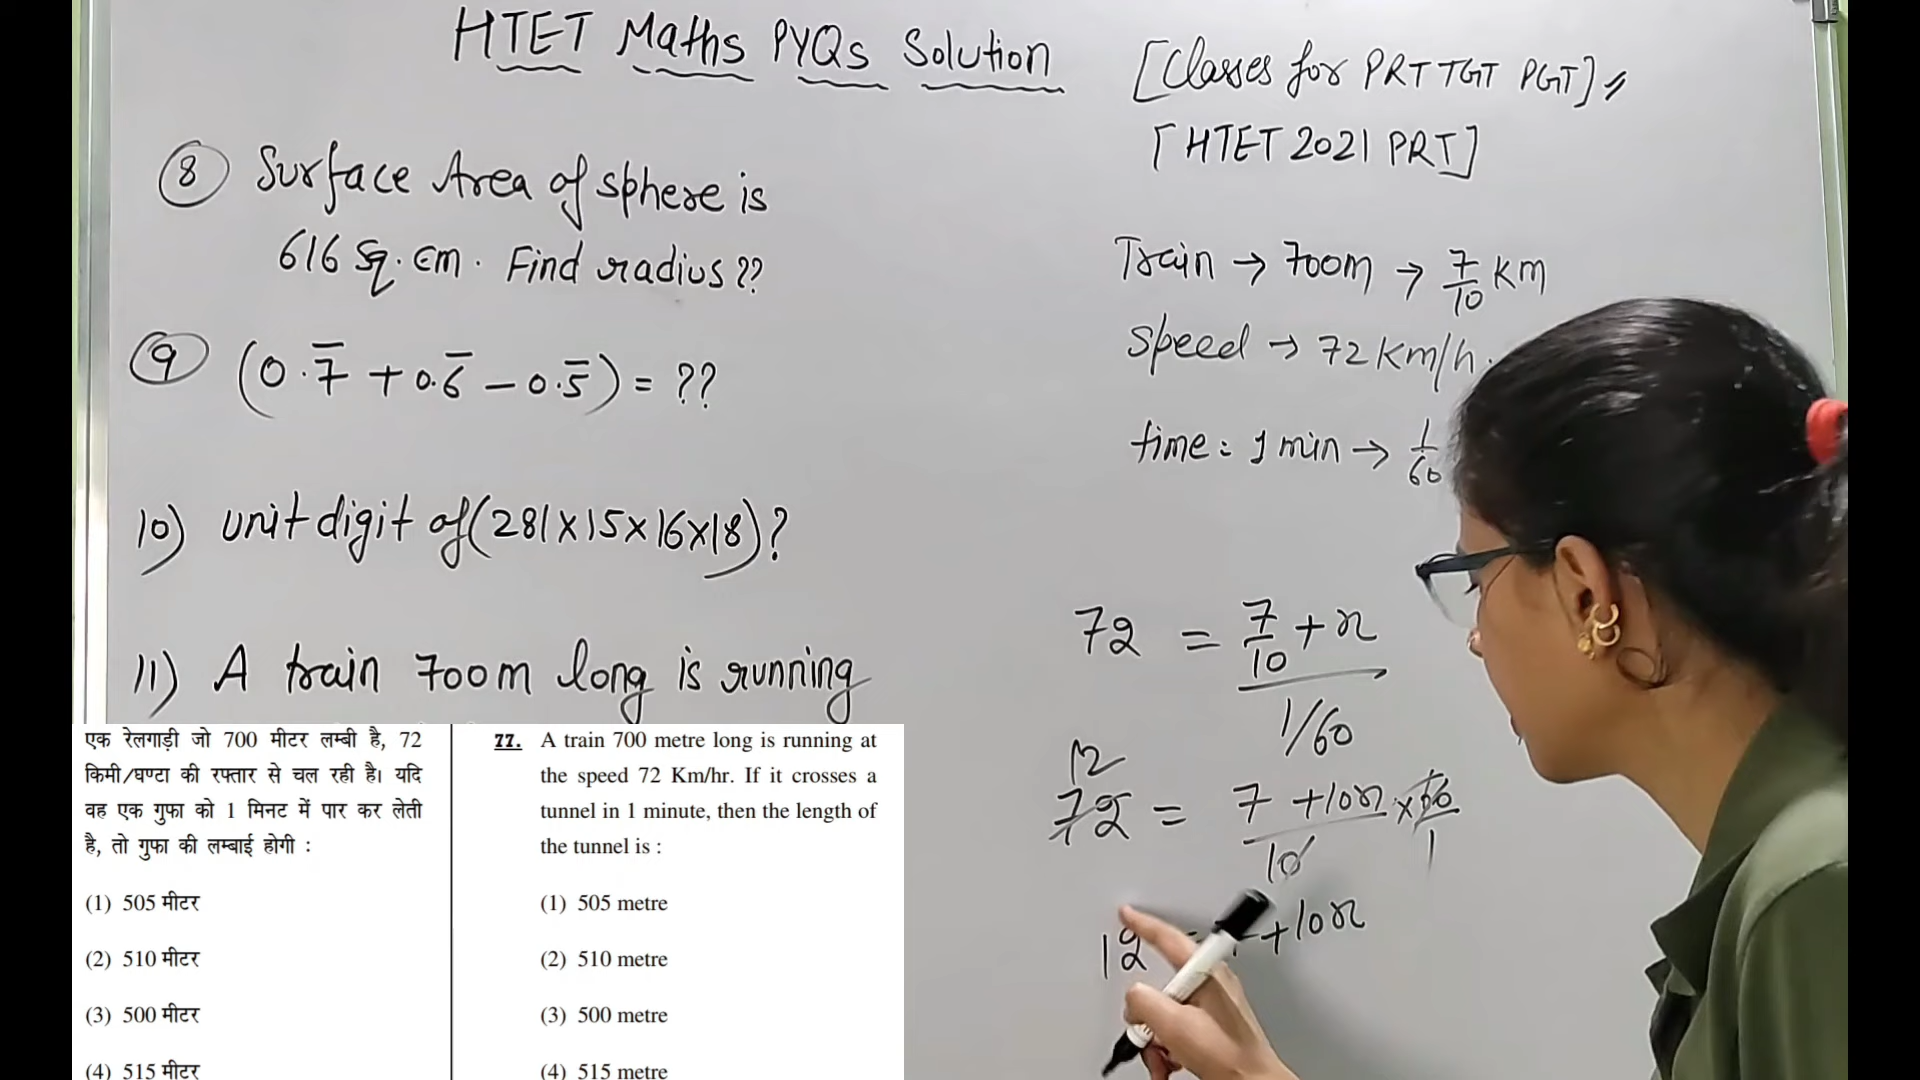 HTET Maths PYQs Solution
[Classes for PRT TGT PGT]
[HTET 2021 PRT]
8 Surface Area of sphere is
616 sq. cm. Find radius??
9 (0.7̅ + 0.6̅ - 0.5̅) = ??
10) unit digit of (281×15×16×18)?
11) A train 700m long is running
Train → 700m → 7/10 Km
speed → 72 Km/h.
time: 1 min → 1/60
72 = 7/10 + x
1/60
12
72 = 7 + 10x × 60
10 1
12 = 7 + 10x
एक रेलगाड़ी जो 700 मीटर लम्बी है, 72
किमी/घण्टा की रफ्तार से चल रही है। यदि
वह एक गुफा को 1 मिनट में पार कर लेती
है, तो गुफा की लम्बाई होगी :
(1) 505 मीटर
(2) 510 मीटर
(3) 500 मीटर
(4) 515 मीटर
77. A train 700 metre long is running at
the speed 72 Km/hr. If it crosses a
tunnel in 1 minute, then the length of
the tunnel is :
(1) 505 metre
(2) 510 metre
(3) 500 metre
(4) 515 metre